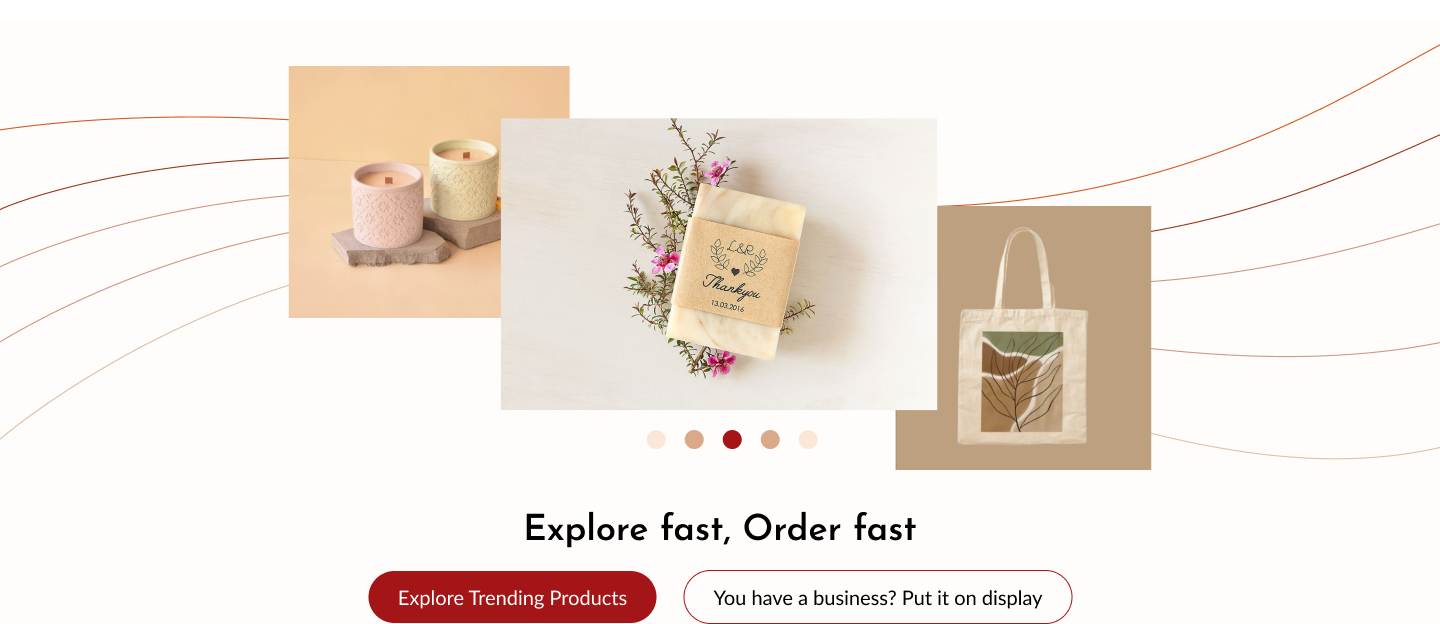 L&R
Thankyou
13.03.2016
Explore fast, Order fast
Explore Trending Products
You have a business? Put it on display